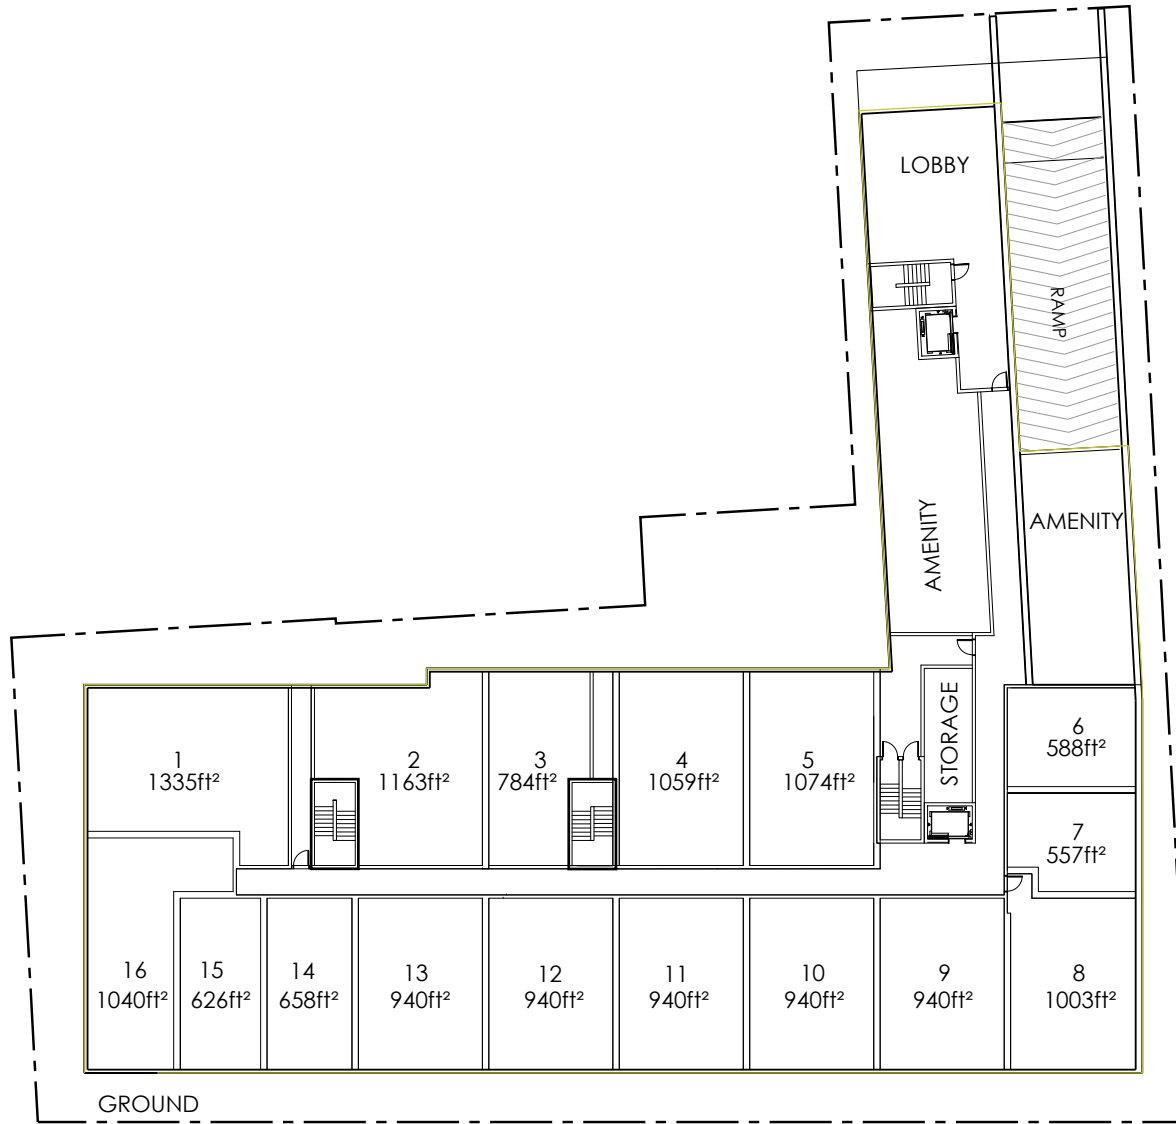 LOBBY
RAMP
AMENITY
AMENITY
STORAGE
1
1335ft²
2
1163ft²
3
784ft²
4
1059ft²
5
1074ft²
6
588ft²
7
557ft²
16
1040ft²
15
626ft²
14
658ft²
13
940ft²
12
940ft²
11
940ft²
10
940ft²
9
940ft²
8
1003ft²
GROUND